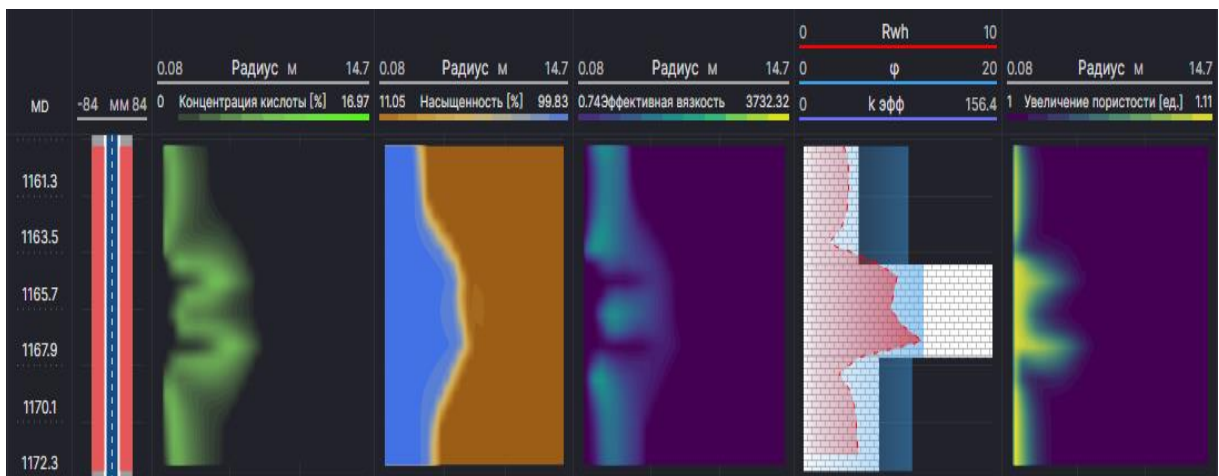 0 Rwh 10
0.08 Радиус м 14.7 0.08 Радиус м 14.7 0.08 Радиус м 14.7 0 φ 20 0.08 Радиус м 14.7
MD -84 мм 84 0 Концентрация кислоты [%] 16.97 11.05 Насыщенность [%] 99.83 0.74 Эффективная вязкость 3732.32 0 k эфф 156.4 1 Увеличение пористости [ед.] 1.11
1161.3
1163.5
1165.7
1167.9
1170.1
1172.3